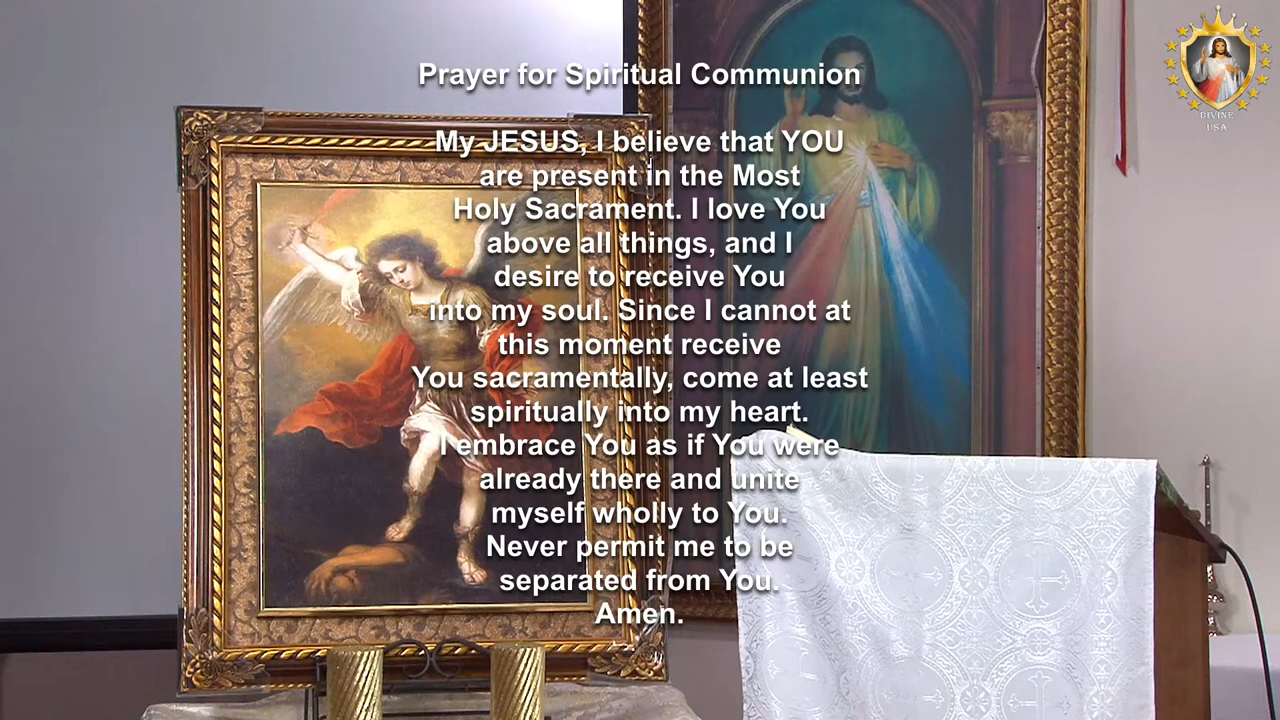 Prayer for Spiritual Communion
My JESUS, I believe that YOU
are present in the Most
Holy Sacrament. I love You
above all things, and I
desire to receive You
into my soul. Since I cannot at
this moment receive
You sacramentally, come at least
spiritually into my heart.
I embrace You as if You were
already there and unite
myself wholly to You.
Never permit me to be
separated from You.
Amen.
DIVINE
USA